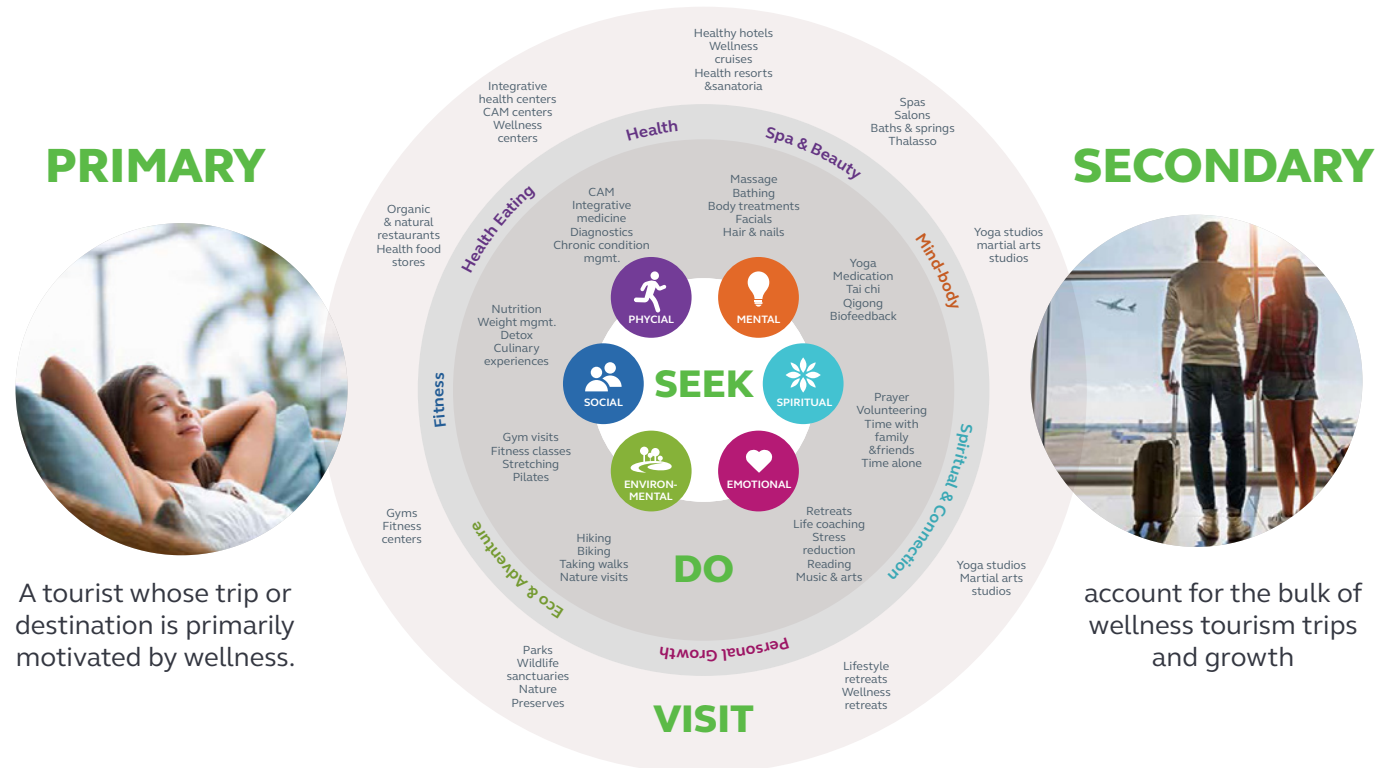 PRIMARY
A tourist whose trip or
destination is primarily
motivated by wellness.
Healthy hotels
Wellness
cruises
Health resorts
&sanatoria
Integrative
health centers
CAM centers
Wellness
centers
Spas
Salons
Baths & springs
Thalasso
Organic
& natural
restaurants
Health food
stores
Yoga studios
martial arts
studios
Gyms
Fitness
centers
Yoga studios
Martial arts
studios
Parks
Wildlife
sanctuaries
Nature
Preserves
Lifestyle
retreats
Wellness
retreats
VISIT
Health
Spa & Beauty
Health Eating
Mind-body
Fitness
Spiritual & Connection
Eco & Adventure
Personal Growth
CAM
Integrative
medicine
Diagnostics
Chronic condition
mgmt.
Massage
Bathing
Body treatments
Facials
Hair & nails
Yoga
Medication
Tai chi
Qigong
Biofeedback
Nutrition
Weight mgmt.
Detox
Culinary
experiences
Prayer
Volunteering
Time with
family
&friends
Time alone
Gym visits
Fitness classes
Stretching
Pilates
Retreats
Life coaching
Stress
reduction
Reading
Music & arts
Hiking
Biking
Taking walks
Nature visits
DO
PHYCIAL
MENTAL
SOCIAL
SEEK
SPIRITUAL
ENVIRON-
MENTAL
EMOTIONAL
SECONDARY
account for the bulk of
wellness tourism trips
and growth